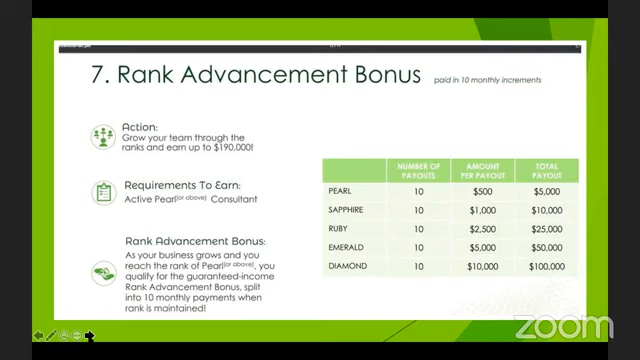 7. Rank Advancement Bonus paid in 10 monthly increments
Action:
Grow your team through the
ranks and earn up to $190,000!
Requirements To Earn:
Active Pearl(or above) Consultant
Rank Advancement Bonus:
As your business grows and you
reach the rank of Pearl(or above), you
qualify for the guaranteed-income
Rank Advancement Bonus, split
into 10 monthly payments when
rank is maintained!
NUMBER OF PAYOUTS AMOUNT PER PAYOUT TOTAL PAYOUT
PEARL 10 $500 $5,000
SAPPHIRE 10 $1,000 $10,000
RUBY 10 $2,500 $25,000
EMERALD 10 $5,000 $50,000
DIAMOND 10 $10,000 $100,000
zoom